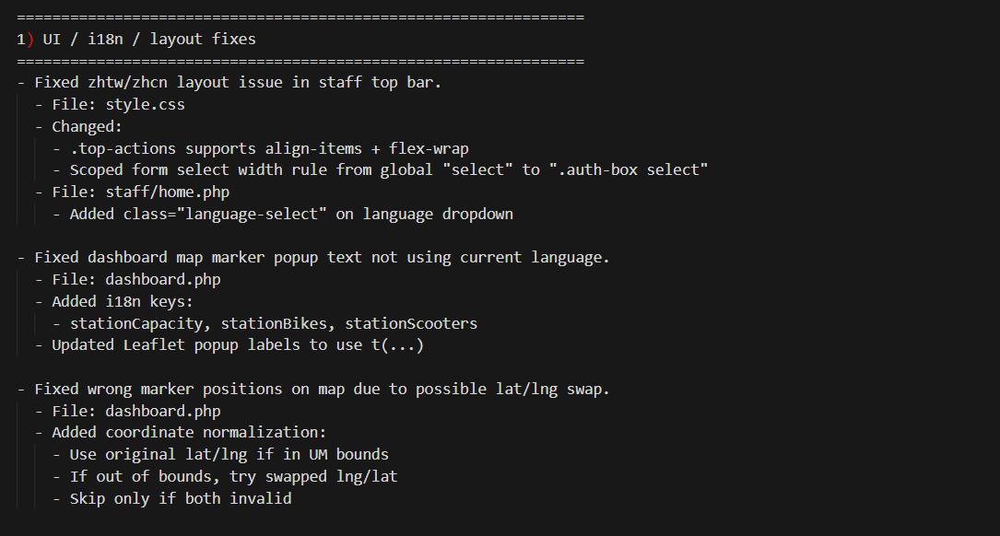 ================================================================
1) UI / i18n / layout fixes
================================================================
- Fixed zhtw/zhcn layout issue in staff top bar.
- File: style.css
- Changed:
- .top-actions supports align-items + flex-wrap
- Scoped form select width rule from global "select" to ".auth-box select"
- File: staff/home.php
- Added class="language-select" on language dropdown
- Fixed dashboard map marker popup text not using current language.
- File: dashboard.php
- Added i18n keys:
- stationCapacity, stationBikes, stationScooters
- Updated Leaflet popup labels to use t(...)
- Fixed wrong marker positions on map due to possible lat/lng swap.
- File: dashboard.php
- Added coordinate normalization:
- Use original lat/lng if in UM bounds
- If out of bounds, try swapped lng/lat
- Skip only if both invalid